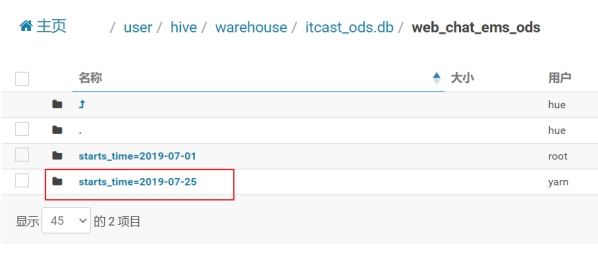 主页 / user / hive / warehouse / itcast_ods.db / web_chat_ems_ods
名称 大小 用户
hue
. hue
starts_time=2019-07-01 root
starts_time=2019-07-25 yarn
显示 45 的 2 项目